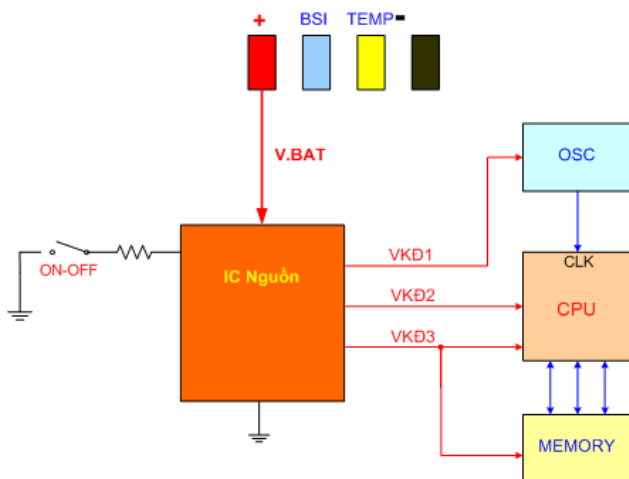 + BSI TEMP -
V.BAT
OSC
ON-OFF
IC Nguồn
VKĐ1
VKĐ2
VKĐ3
CLK
CPU
MEMORY